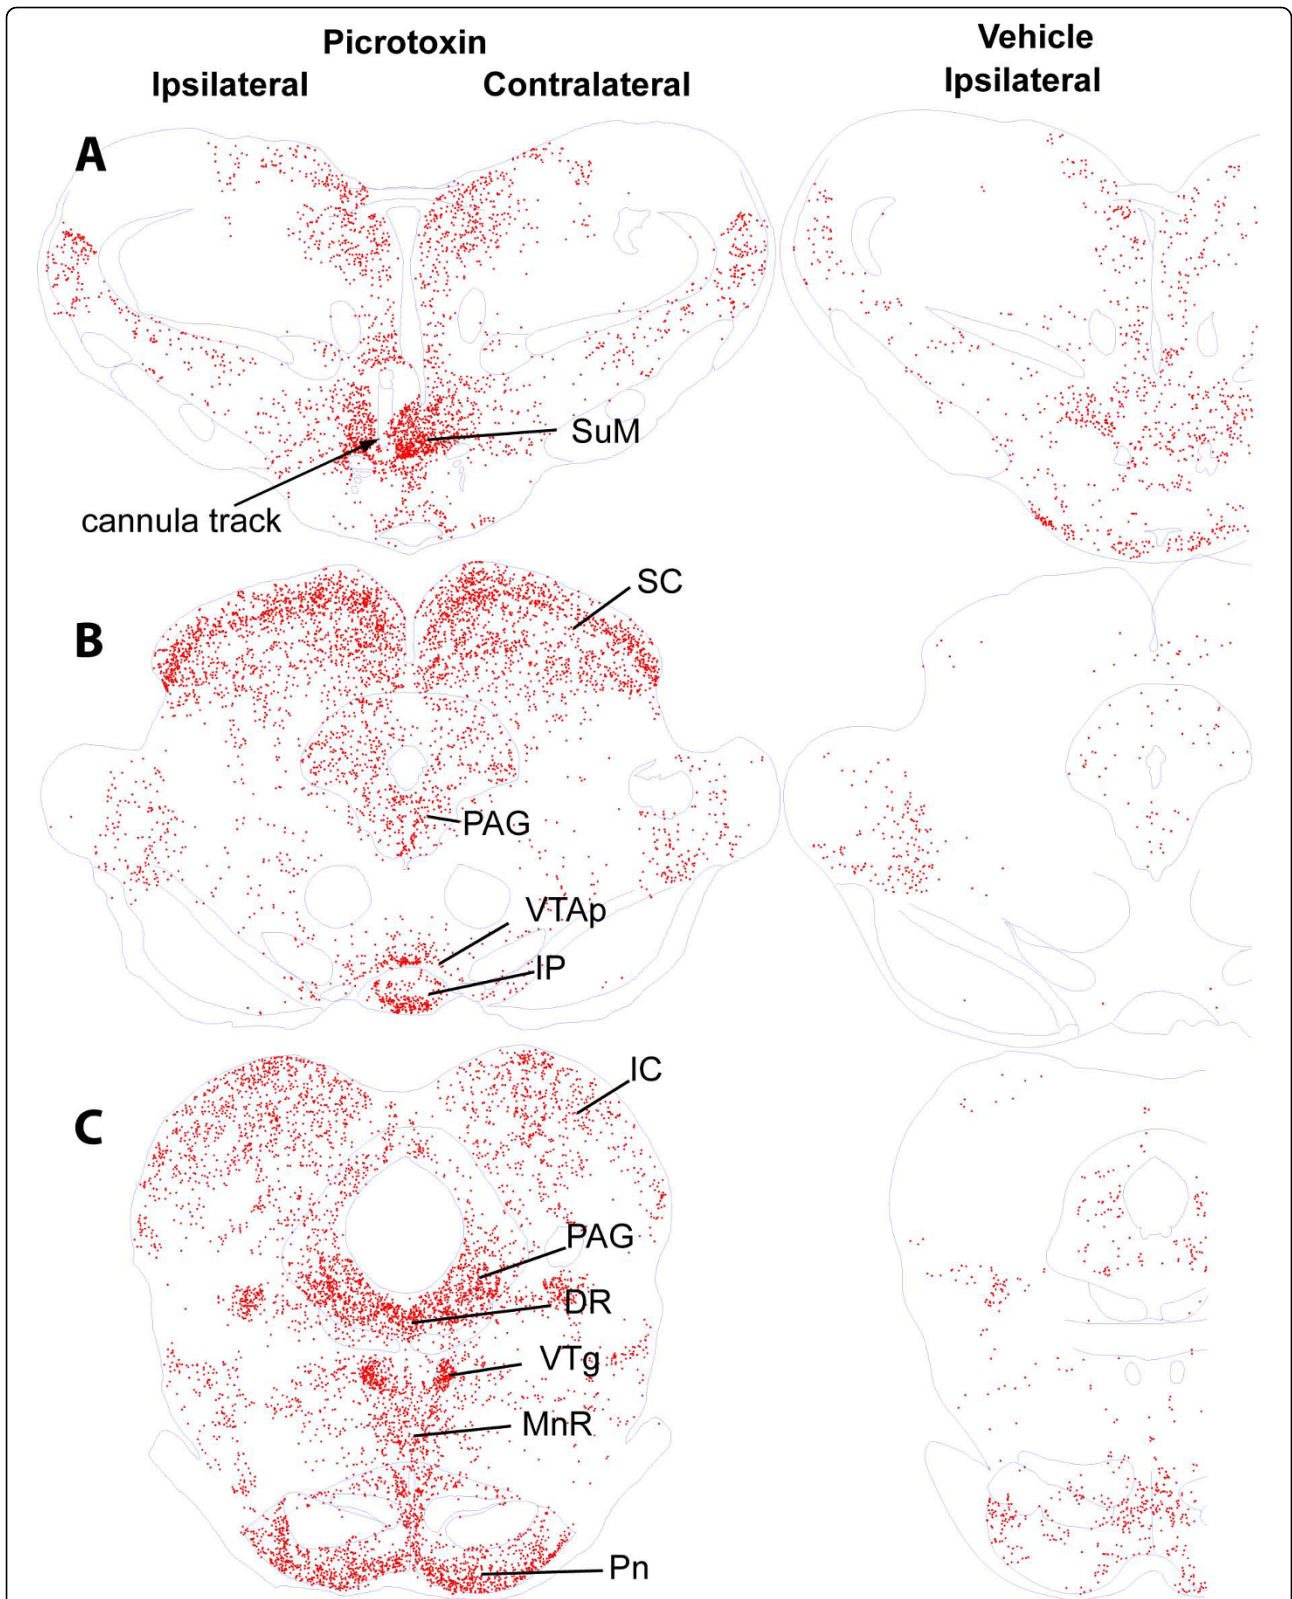 Picrotoxin
Vehicle
Ipsilateral
Contralateral
Ipsilateral
A
SuM
cannula track
SC
B
PAG
VTAp
IP
IC
C
PAG
DR
VTg
MnR
Pn